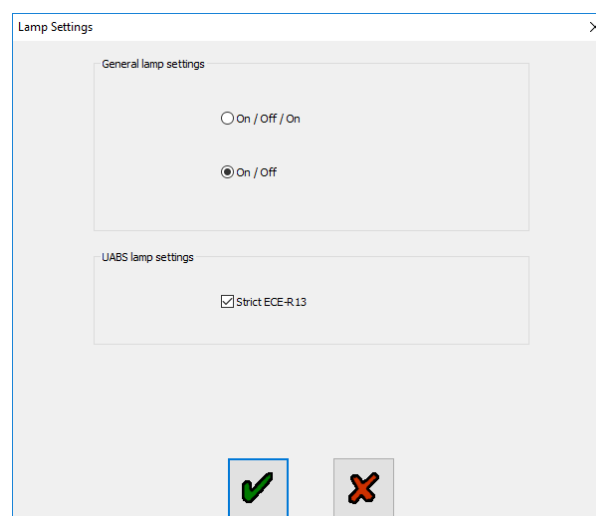 Lamp Settings
General lamp settings
On / Off / On
On / Off
UABS lamp settings
Strict ECE-R13